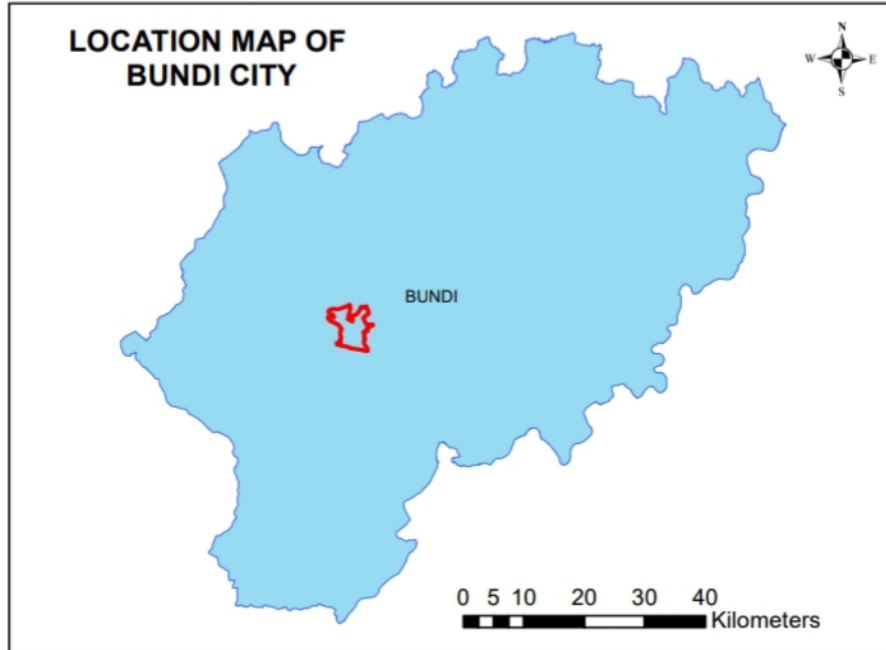 LOCATION MAP OF
BUNDI CITY
N
W E
S
BUNDI
0 5 10 20 30 40
Kilometers